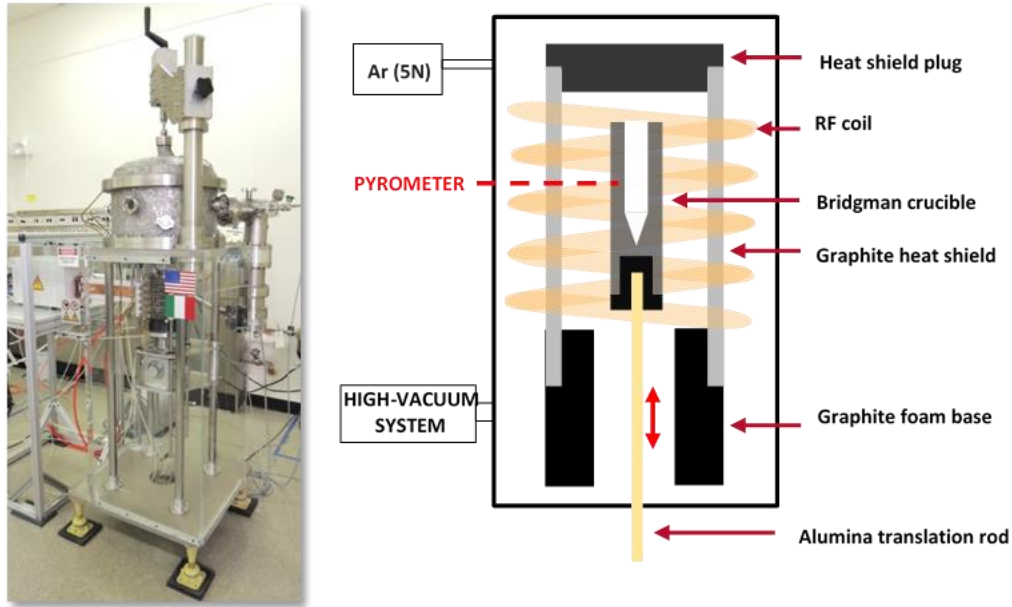 Ar (5N)
Heat shield plug
RF coil
PYROMETER
Bridgman crucible
Graphite heat shield
HIGH-VACUUM
SYSTEM
Graphite foam base
Alumina translation rod